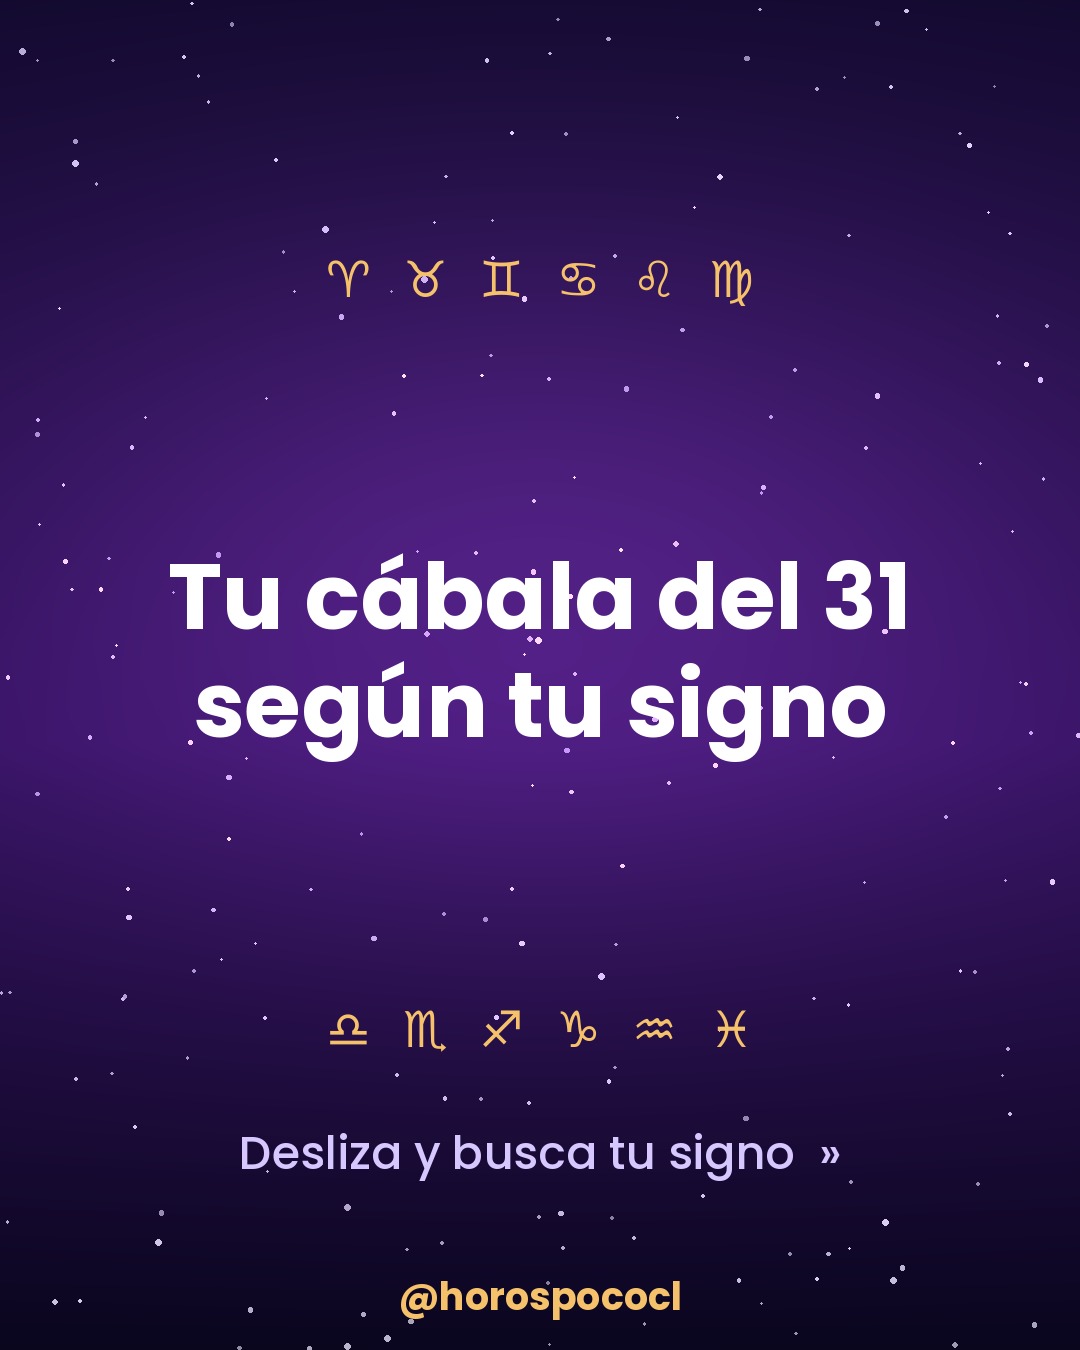 ♈ ♉ ♊ ♋ ♌ ♍
Tu cábala del 31
según tu signo
♎ ♏ ♐ ♑ ♒ ♓
Desliza y busca tu signo »
@horospococl